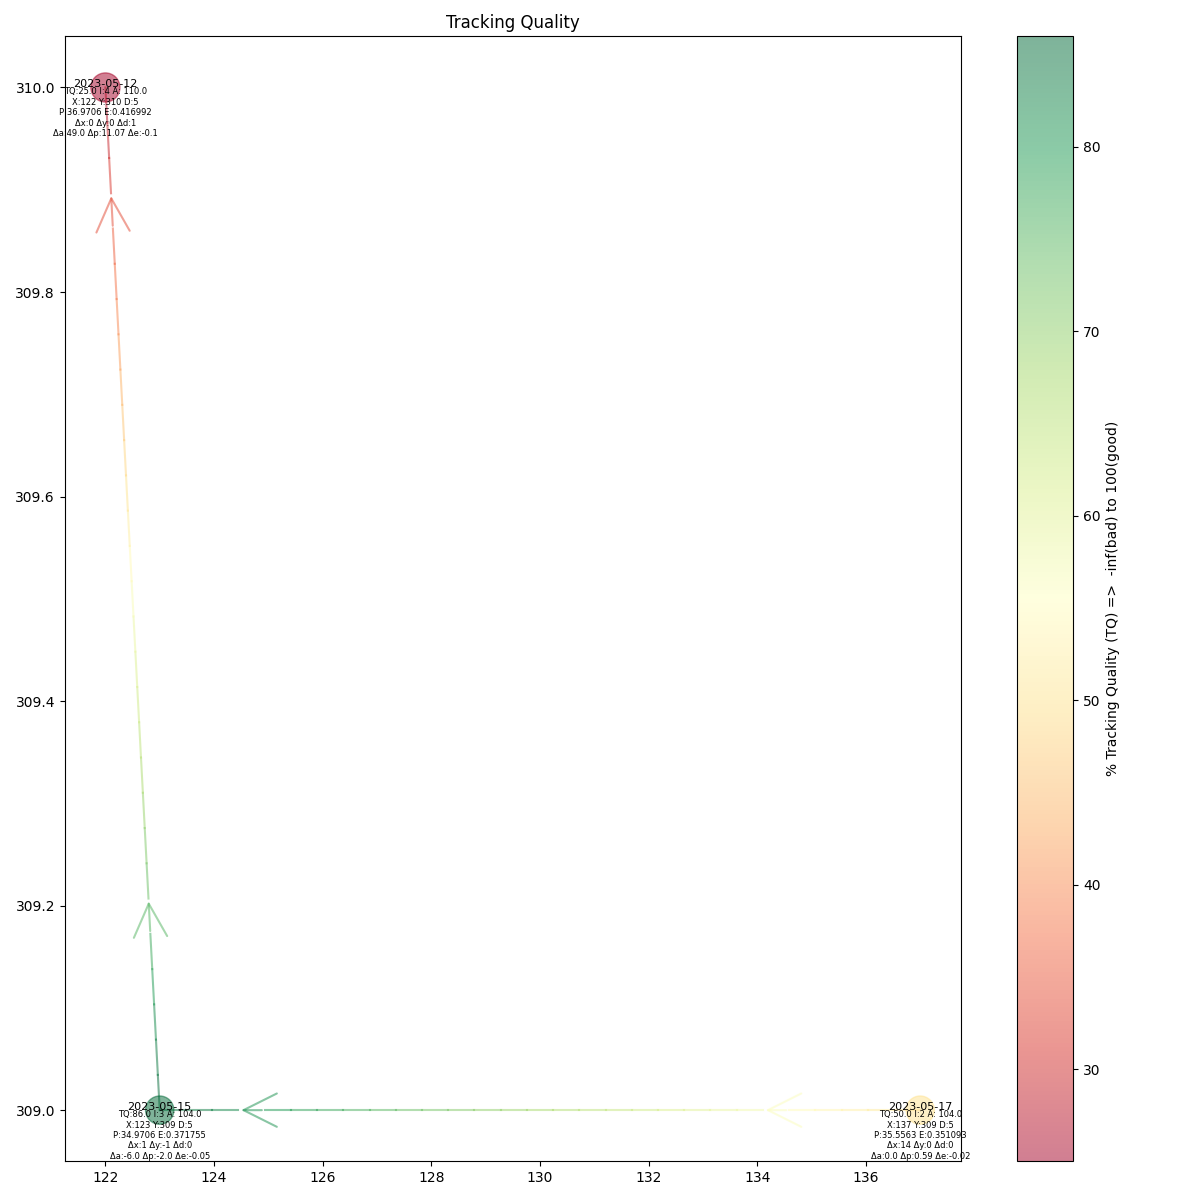 Tracking Quality
310.0
309.8
309.6
309.4
309.2
309.0
2023-05-12
TQ:25.0 I:4 A: 110.0
X:122 Y:310 D:5
P:36.9706 E:0.416992
Δx:0 Δy:0 Δd:1
Δa:49.0 Δp:11.07 Δe:-0.1
2023-05-15
TQ:86.0 I:3 A: 104.0
X:123 Y:309 D:5
P:34.9706 E:0.371755
Δx:1 Δy:-1 Δd:0
Δa:-6.0 Δp:-2.0 Δe:-0.05
2023-05-17
TQ:50.0 I:2 A: 104.0
X:137 Y:309 D:5
P:35.5563 E:0.351093
Δx:14 Δy:0 Δd:0
Δa:0.0 Δp:0.59 Δe:-0.02
122 124 126 128 130 132 134 136
80
70
60
50
40
30
% Tracking Quality (TQ) => -inf(bad) to 100(good)